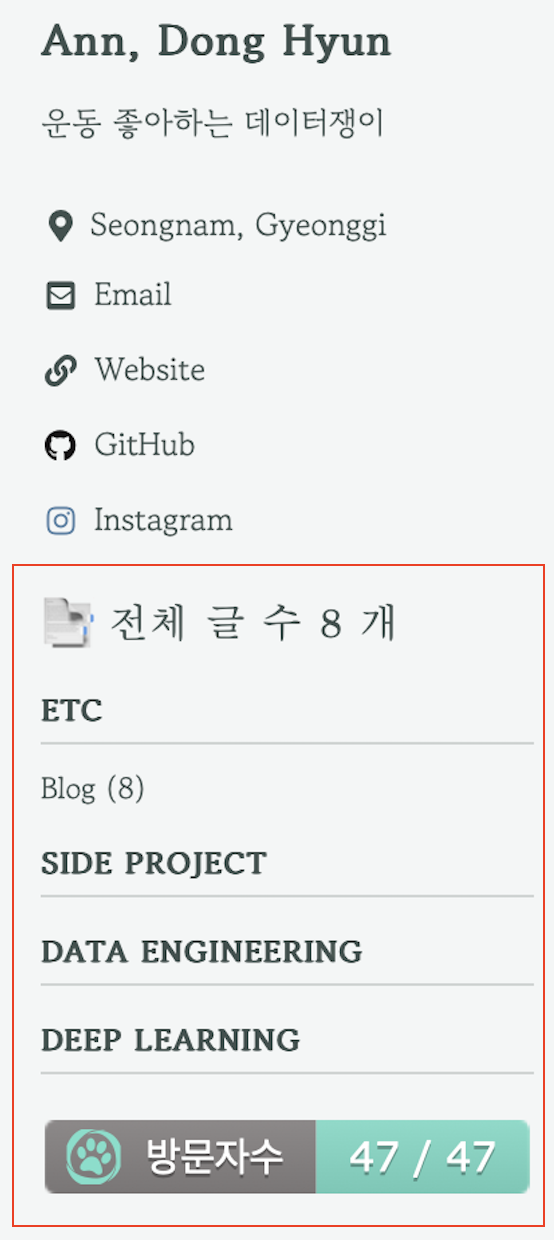 Ann, Dong Hyun
운동 좋아하는 데이터쟁이
Seongnam, Gyeonggi
Email
Website
GitHub
Instagram
전체 글 수 8 개
ETC
Blog (8)
SIDE PROJECT
DATA ENGINEERING
DEEP LEARNING
방문자수 47 / 47